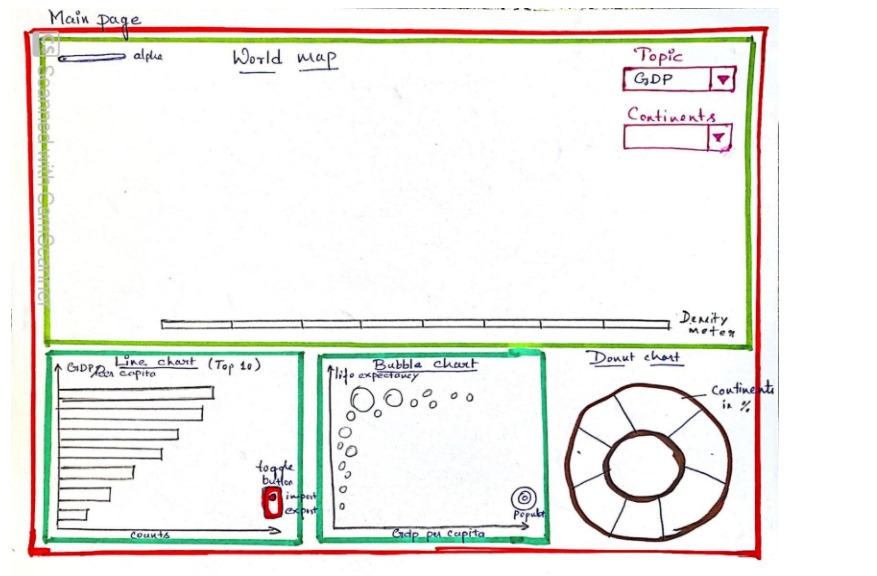 Main page
alpha
World map
Topic
GDP
Continents
Density
meter
Line chart (Top 10)
GDP Per capita
counts
toggle
button
import
export
Bubble chart
life expectancy
Gdp per capita
Donut chart
Continents
in %
Scanned with CamScanner
CS